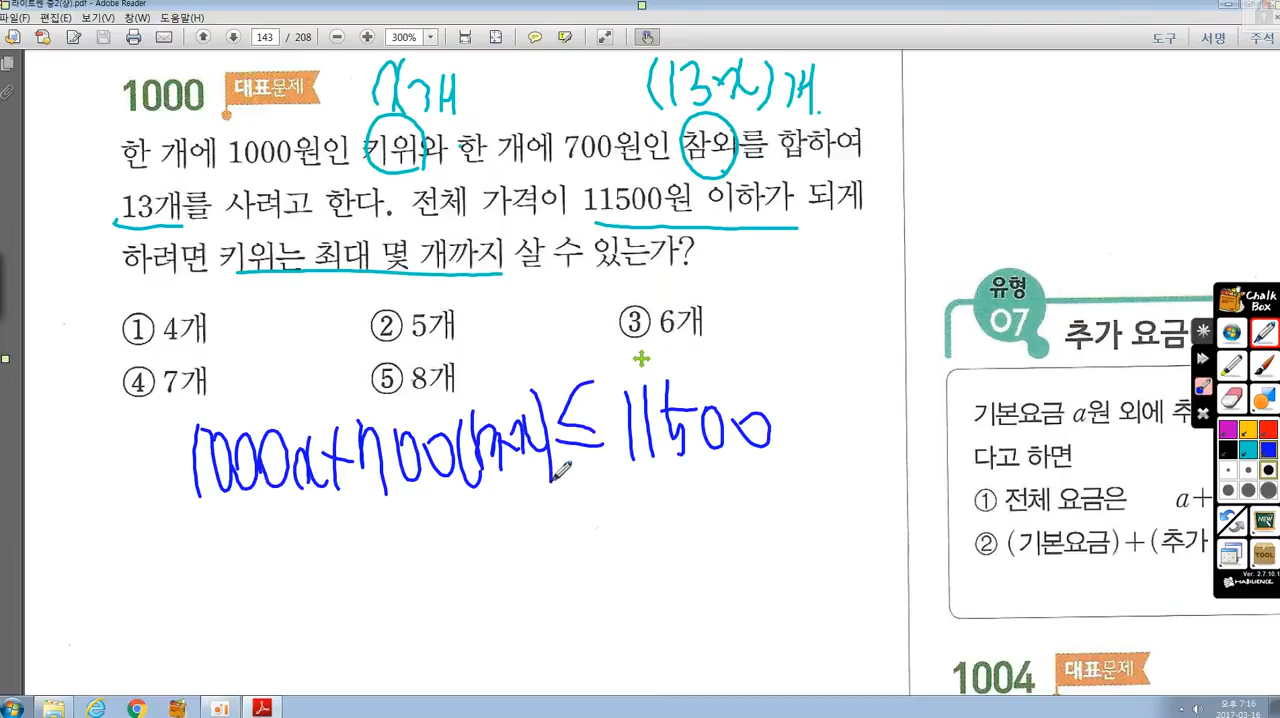 라이트쎈 중2(상).pdf - Adobe Reader
파일(F) 편집(E) 보기(V) 창(W) 도움말(H)
143 / 208 300% 도구 서명 주석
1000 대표문제
x개 (13-x)개
한 개에 1000원인 키위와 한 개에 700원인 참외를 합하여
13개를 사려고 한다. 전체 가격이 11500원 이하가 되게
하려면 키위는 최대 몇 개까지 살 수 있는가?
① 4개 ② 5개 ③ 6개
④ 7개 ⑤ 8개
1000x+700(13-x)≤11500
유형
07
추가 요금
기본요금 a원 외에 추
다고 하면
① 전체 요금은 a+
② (기본요금)+(추가
1004 대표문제
Chalk
Box
NEW
TOOL
Ver. 2.7.10.1
HABILIENCE
오후 7:16
2017-03-16